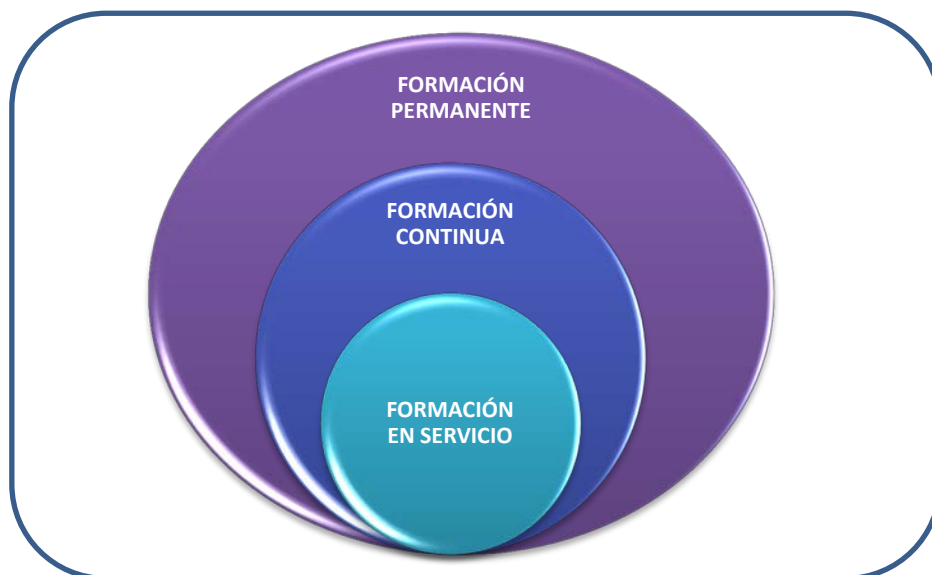 FORMACIÓN
PERMANENTE
FORMACIÓN
CONTINUA
FORMACIÓN
EN SERVICIO